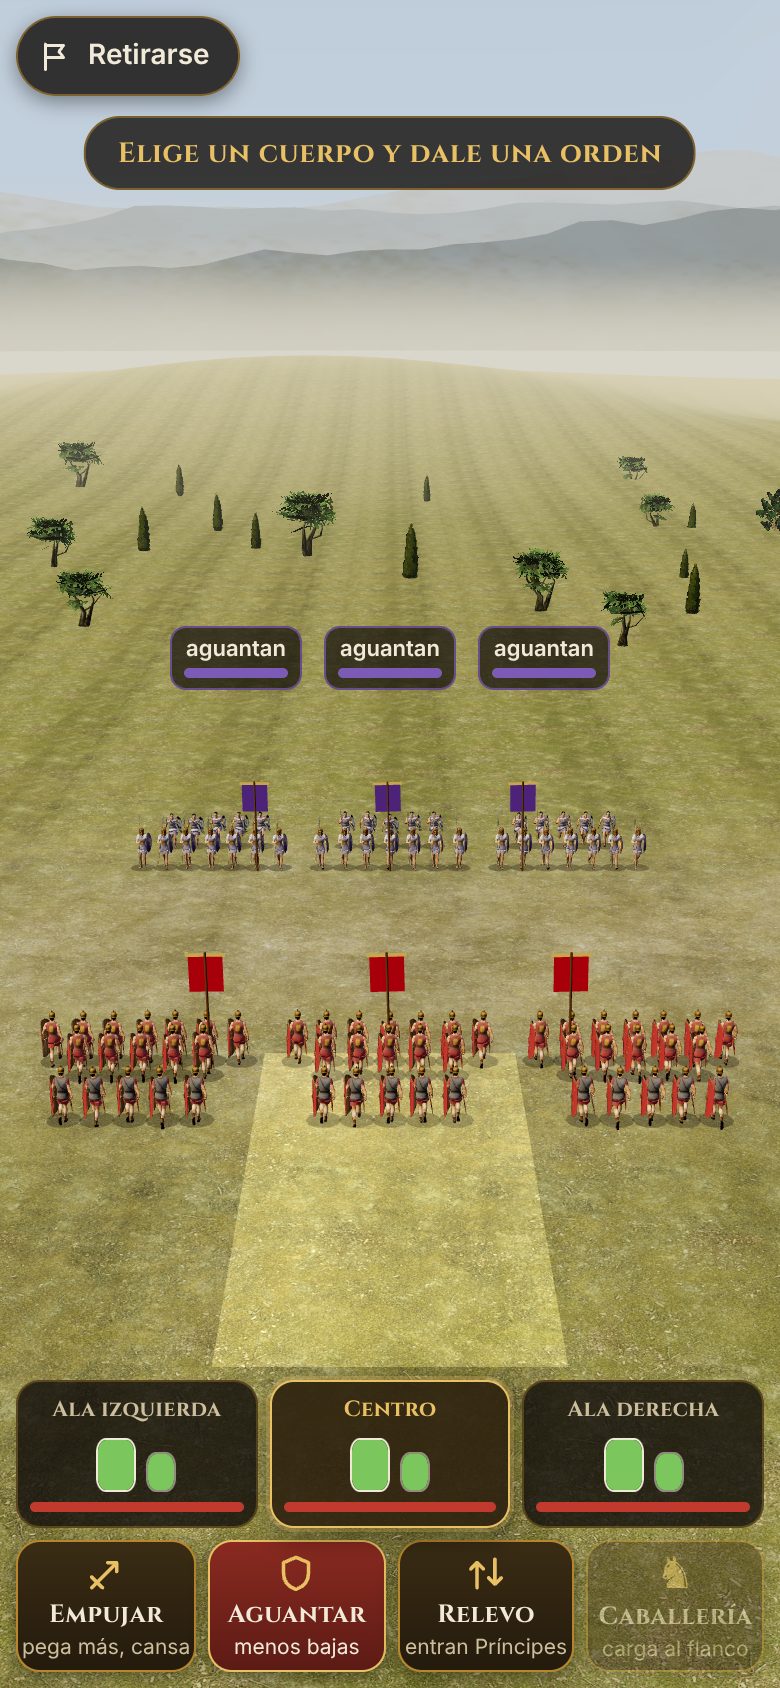 Retirarse
Elige un cuerpo y dale una orden
aguantan aguantan aguantan
Ala izquierda Centro Ala derecha
Empujar Aguantar Relevo Caballería
pega más, cansa menos bajas entran Príncipes carga al flanco